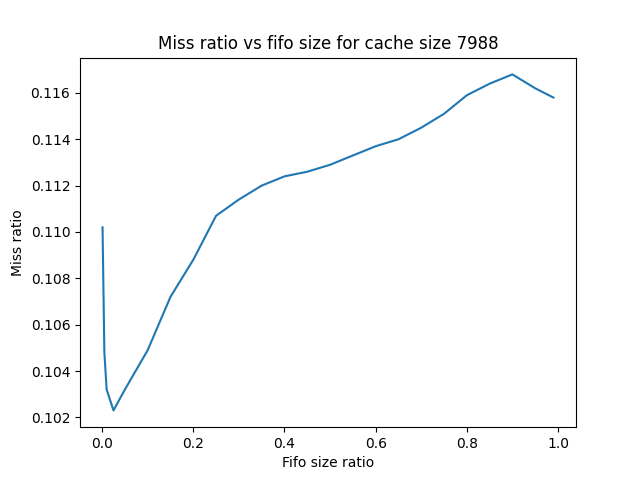 Miss ratio vs fifo size for cache size 7988
0.116
0.114
0.112
0.110
0.108
0.106
0.104
0.102
Miss ratio
0.0 0.2 0.4 0.6 0.8 1.0
Fifo size ratio